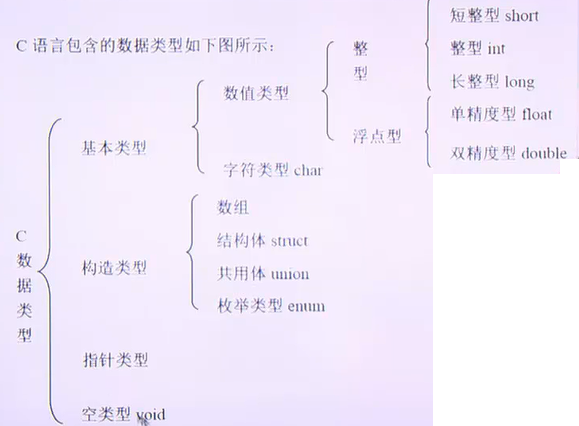 短整型 short
C 语言包含的数据类型如下图所示：
整型
整型 int
数值类型
长整型 long
单精度型 float
基本类型
浮点型
双精度型 double
字符类型 char
数组
C数据类型
结构体 struct
构造类型
共用体 union
枚举类型 enum
指针类型
空类型 void